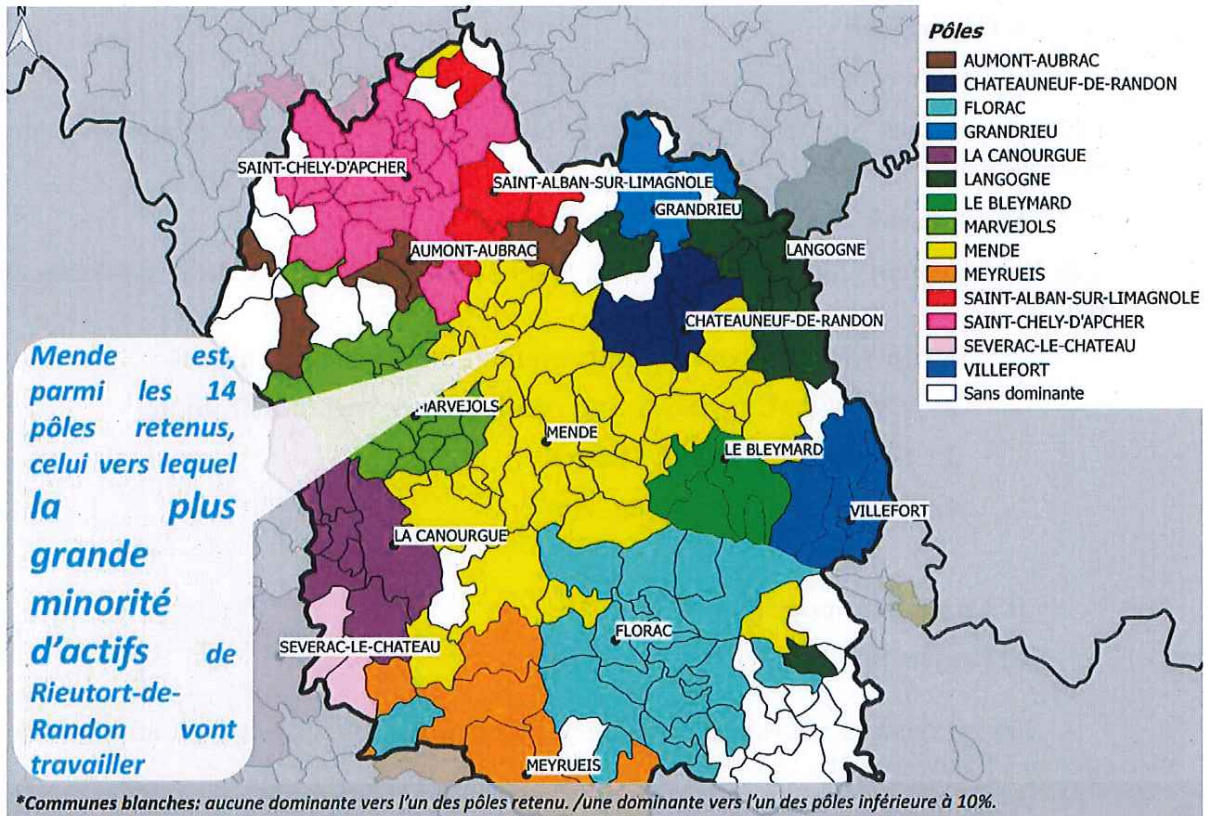 N
Pôles
AUMONT-AUBRAC
CHATEAUNEUF-DE-RANDON
FLORAC
GRANDRIEU
LA CANOURGUE
LANGOGNE
LE BLEYMARD
MARVEJOLS
MENDE
MEYRUEIS
SAINT-ALBAN-SUR-LIMAGNOLE
SAINT-CHELY-D'APCHER
SEVERAC-LE-CHATEAU
VILLEFORT
Sans dominante
SAINT-CHELY-D'APCHER
SAINT-ALBAN-SUR-LIMAGNOLE
GRANDRIEU
AUMONT-AUBRAC
LANGOGNE
CHATEAUNEUF-DE-RANDON
MARVEJOLS
MENDE
LE BLEYMARD
VILLEFORT
LA CANOURGUE
FLORAC
SEVERAC-LE-CHATEAU
MEYRUEIS
Mende est,
parmi les 14
pôles retenus,
celui vers lequel
la plus
grande
minorité
d'actifs de
Rieutort-de-
Randon vont
travailler
*Communes blanches: aucune dominante vers l'un des pôles retenu. /une dominante vers l'un des pôles inférieure à 10%.